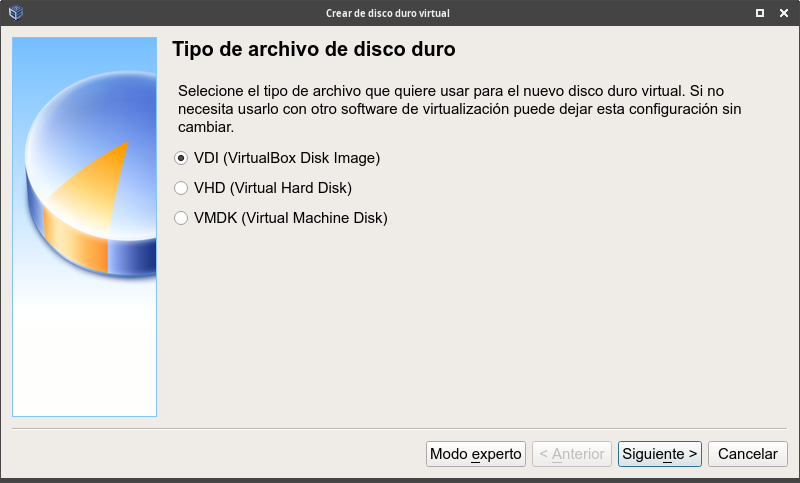 Crear de disco duro virtual
Tipo de archivo de disco duro
Selecione el tipo de archivo que quiere usar para el nuevo disco duro virtual. Si no
necesita usarlo con otro software de virtualización puede dejar esta configuración sin
cambiar.
VDI (VirtualBox Disk Image)
VHD (Virtual Hard Disk)
VMDK (Virtual Machine Disk)
Modo experto
< Anterior
Siguiente >
Cancelar